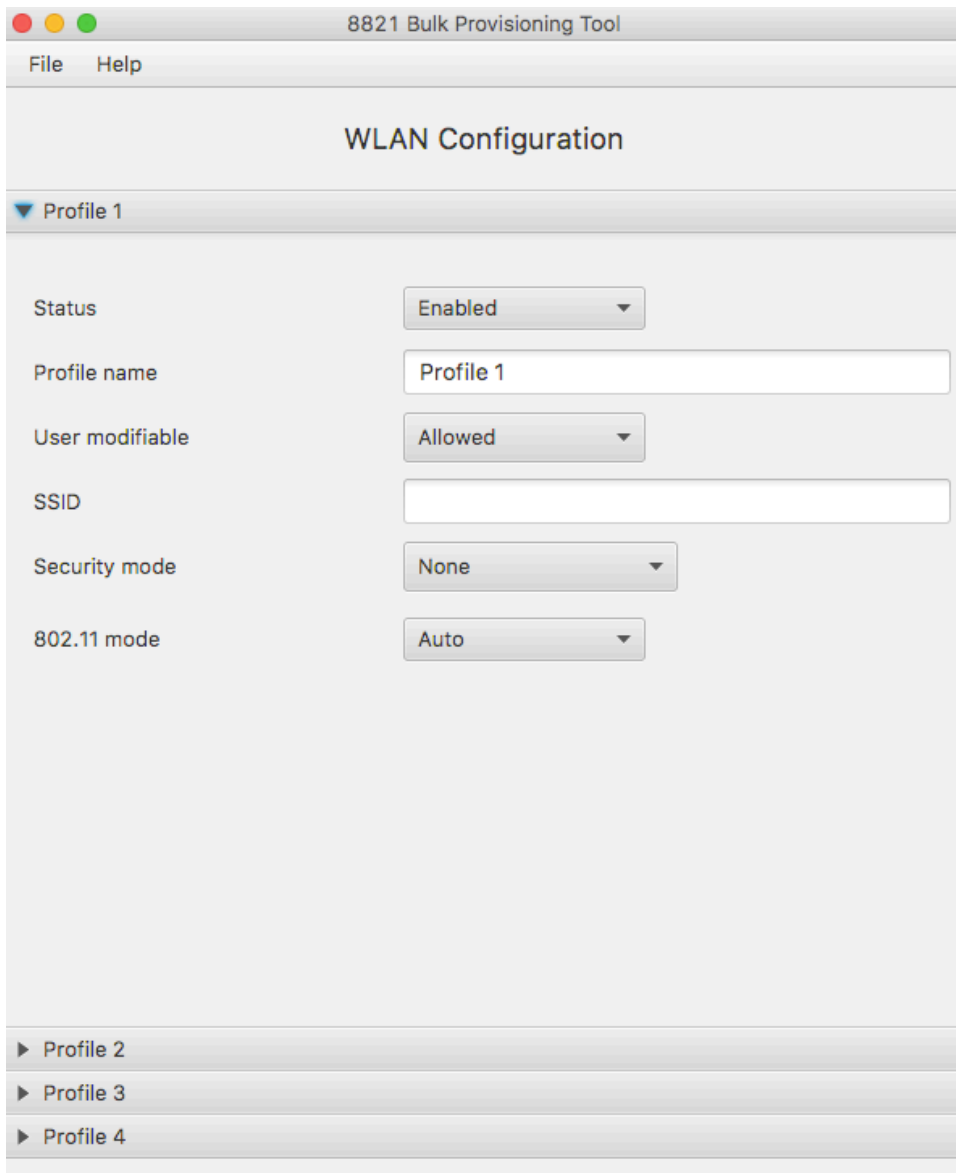 8821 Bulk Provisioning Tool
File Help
WLAN Configuration
Profile 1
Status Enabled
Profile name Profile 1
User modifiable Allowed
SSID
Security mode None
802.11 mode Auto
Profile 2
Profile 3
Profile 4